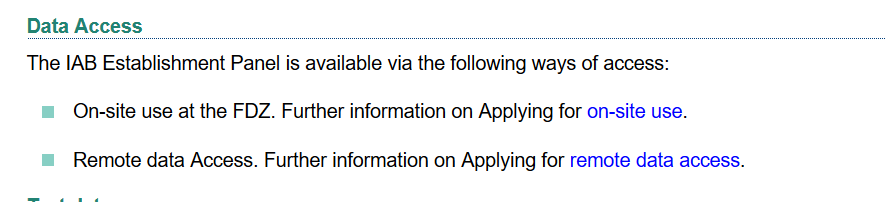 Data Access
The IAB Establishment Panel is available via the following ways of access:
On-site use at the FDZ. Further information on Applying for on-site use.
Remote data Access. Further information on Applying for remote data access.